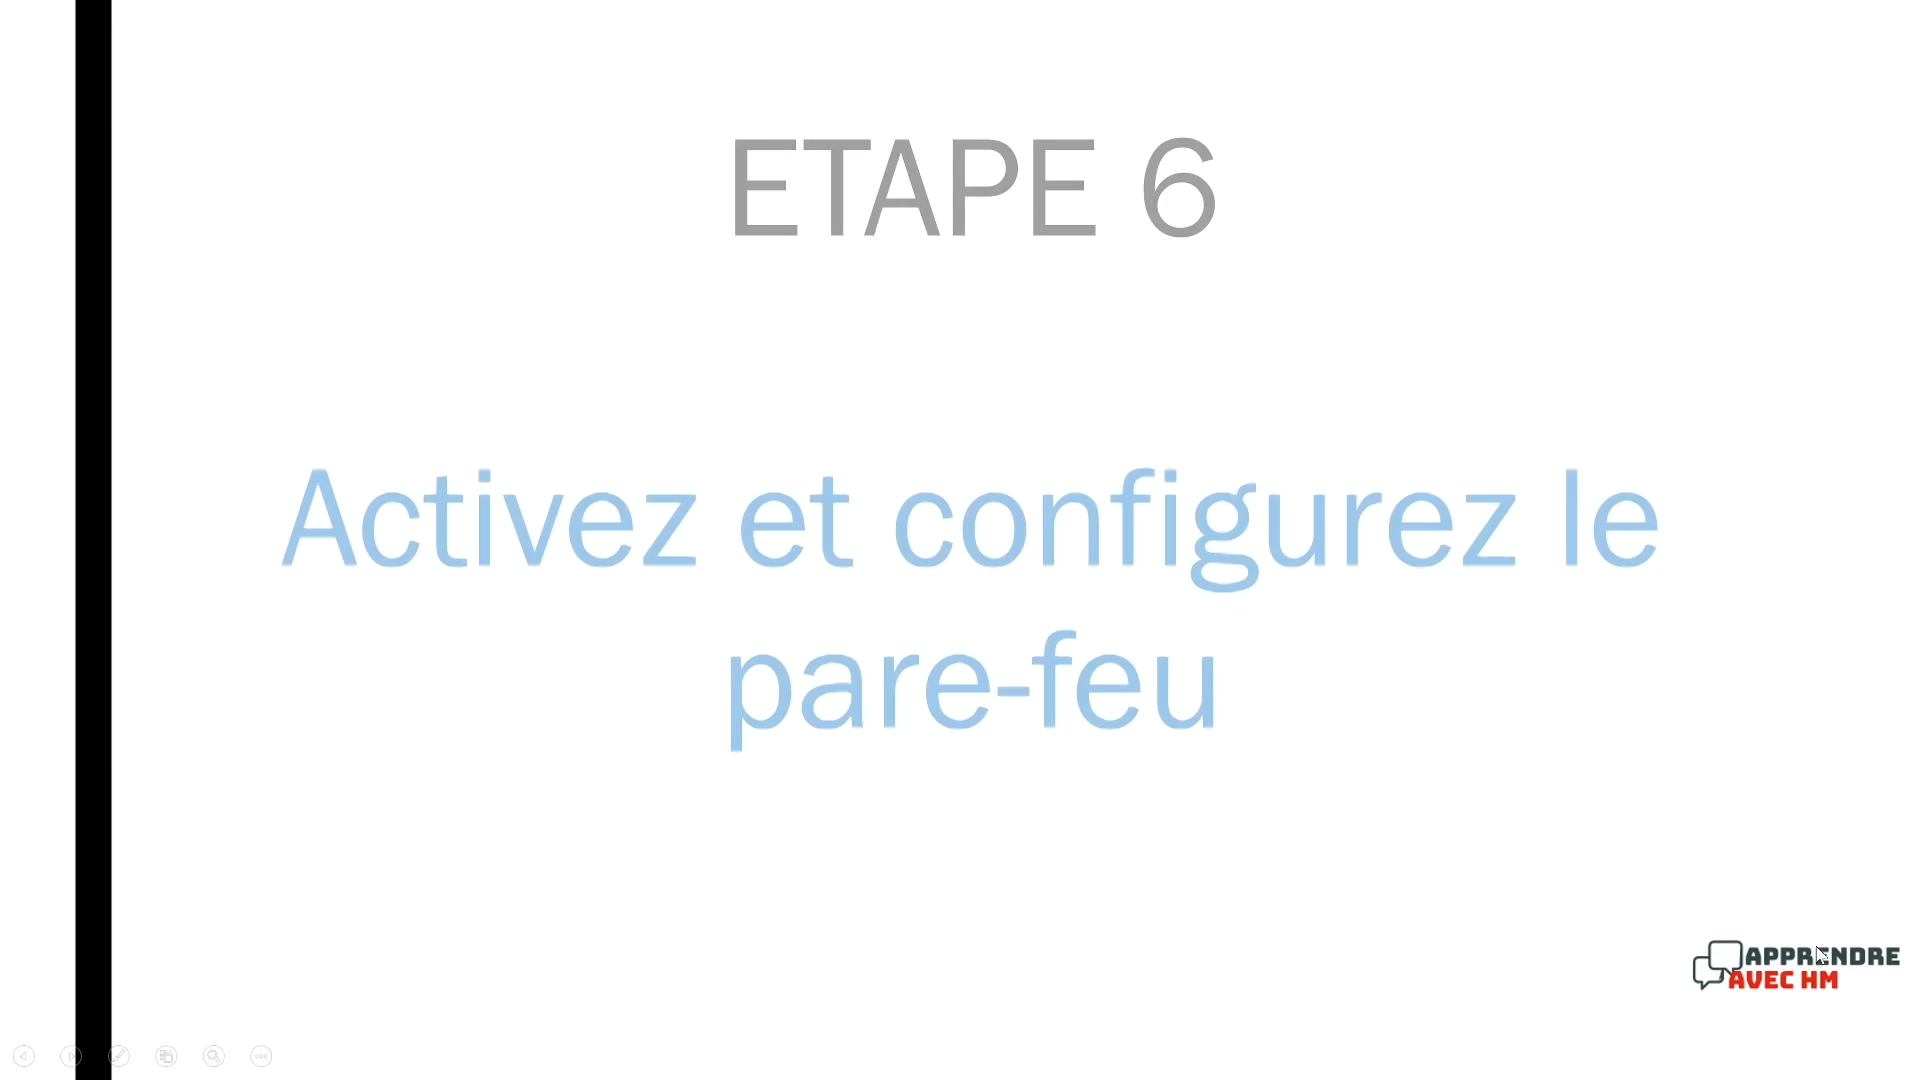 ETAPE 6
Activez et configurez le
pare-feu
APPRENDRE
AVEC HM